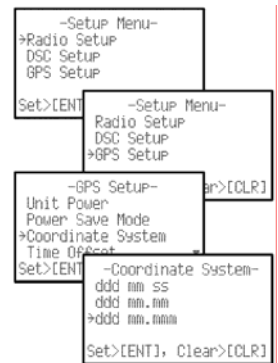 -Setup Menu-
→Radio Setup
DSC Setup
GPS Setup
Set>[ENT
-Setup Menu-
Radio Setup
DSC Setup
→GPS Setup
ar>[CLR]
-GPS Setup-
Unit Power
Power Save Mode
→Coordinate System
Time Offset
Set>[ENT
-Coordinate System-
ddd mm ss
ddd mm.mm
→ddd mm.mmm
Set>[ENT], Clear>[CLR]